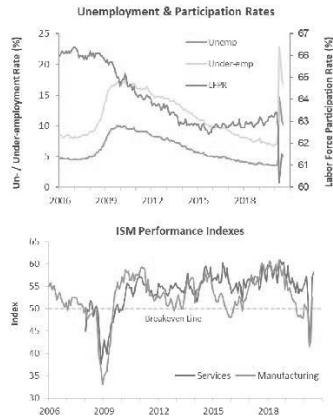 Unemployment & Participation Rates
Un- / Under-employment Rate (%)
Labor Force Participation Rate (%)
25
20
15
10
5
0
67
66
65
64
63
62
61
60
Unemp
Under-emp
LFPR
2006 2009 2012 2015 2018
ISM Performance Indexes
Index
65
60
55
50
45
40
35
30
Breakeven Line
Services Manufacturing
2006 2009 2012 2015 2018 2021